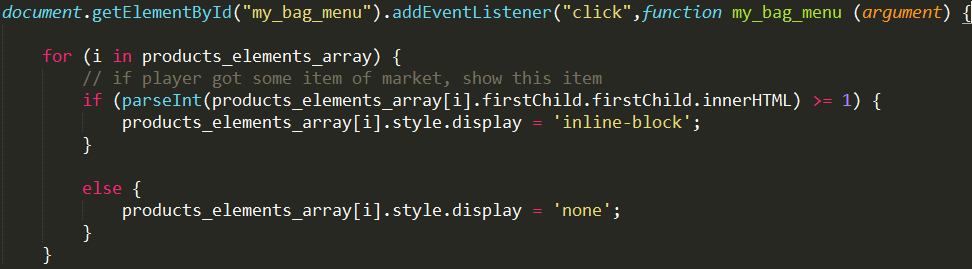 document.getElementById("my_bag_menu").addEventListener("click",function my_bag_menu (argument) {
for (i in products_elements_array) {
// if player got some item of market, show this item
if (parseInt(products_elements_array[i].firstChild.firstChild.innerHTML) >= 1) {
products_elements_array[i].style.display = 'inline-block';
}
else {
products_elements_array[i].style.display = 'none';
}
}